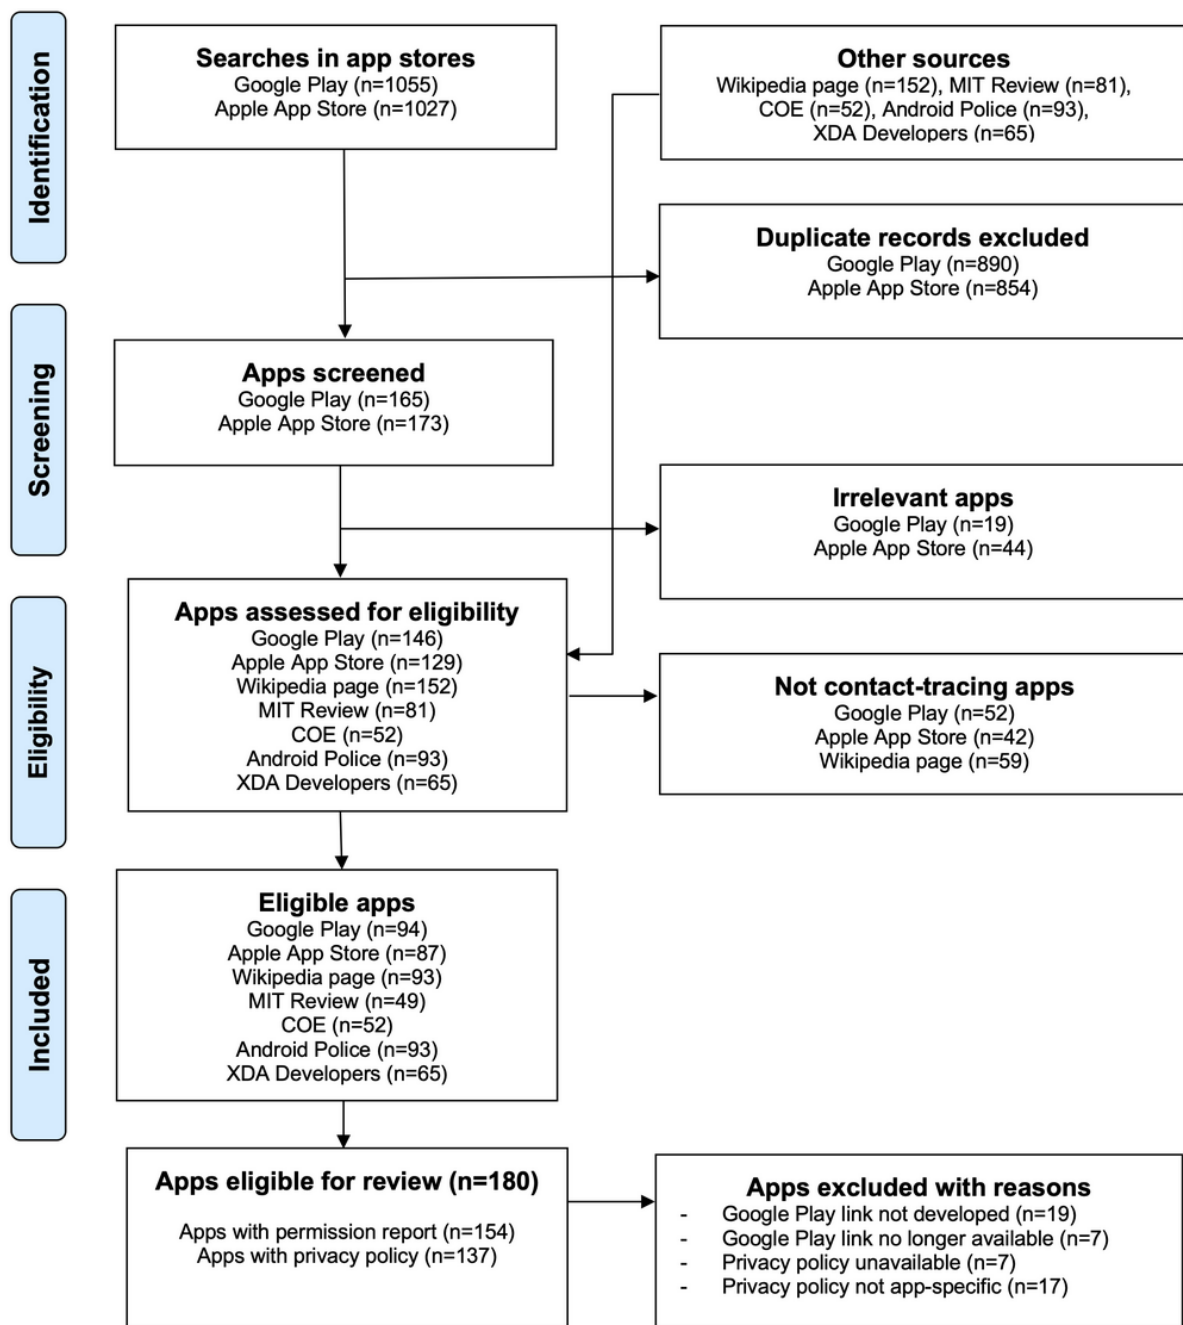 Identification
Searches in app stores
Google Play (n=1055)
Apple App Store (n=1027)
Other sources
Wikipedia page (n=152), MIT Review (n=81),
COE (n=52), Android Police (n=93),
XDA Developers (n=65)
Duplicate records excluded
Google Play (n=890)
Apple App Store (n=854)
Screening
Apps screened
Google Play (n=165)
Apple App Store (n=173)
Irrelevant apps
Google Play (n=19)
Apple App Store (n=44)
Eligibility
Apps assessed for eligibility
Google Play (n=146)
Apple App Store (n=129)
Wikipedia page (n=152)
MIT Review (n=81)
COE (n=52)
Android Police (n=93)
XDA Developers (n=65)
Not contact-tracing apps
Google Play (n=52)
Apple App Store (n=42)
Wikipedia page (n=59)
Included
Eligible apps
Google Play (n=94)
Apple App Store (n=87)
Wikipedia page (n=93)
MIT Review (n=49)
COE (n=52)
Android Police (n=93)
XDA Developers (n=65)
Apps eligible for review (n=180)
Apps with permission report (n=154)
Apps with privacy policy (n=137)
Apps excluded with reasons
- Google Play link not developed (n=19)
- Google Play link no longer available (n=7)
- Privacy policy unavailable (n=7)
- Privacy policy not app-specific (n=17)